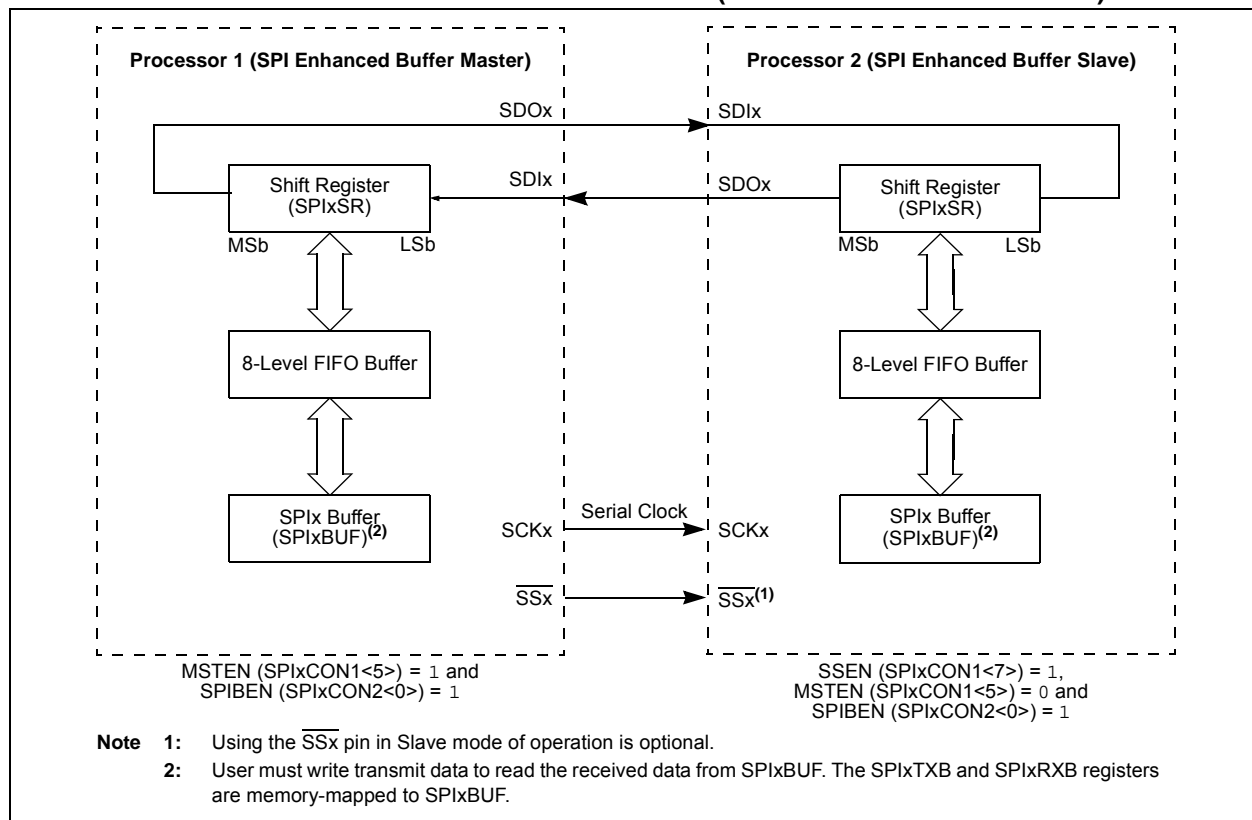 Processor 1 (SPI Enhanced Buffer Master)
Processor 2 (SPI Enhanced Buffer Slave)
SDOx
SDIx
Shift Register
(SPIxSR)
SDIx
SDOx
Shift Register
(SPIxSR)
MSb
LSb
MSb
LSb
8-Level FIFO Buffer
8-Level FIFO Buffer
SPIx Buffer
(SPIxBUF)(2)
SCKx
Serial Clock
SCKx
SPIx Buffer
(SPIxBUF)(2)
SSx
SSx(1)
MSTEN (SPIxCON1<5>) = 1 and
SPIBEN (SPIxCON2<0>) = 1
SSEN (SPIxCON1<7>) = 1,
MSTEN (SPIxCON1<5>) = 0 and
SPIBEN (SPIxCON2<0>) = 1
Note 1: Using the SSx pin in Slave mode of operation is optional.
2: User must write transmit data to read the received data from SPIxBUF. The SPIxTXB and SPIxRXB registers
are memory-mapped to SPIxBUF.